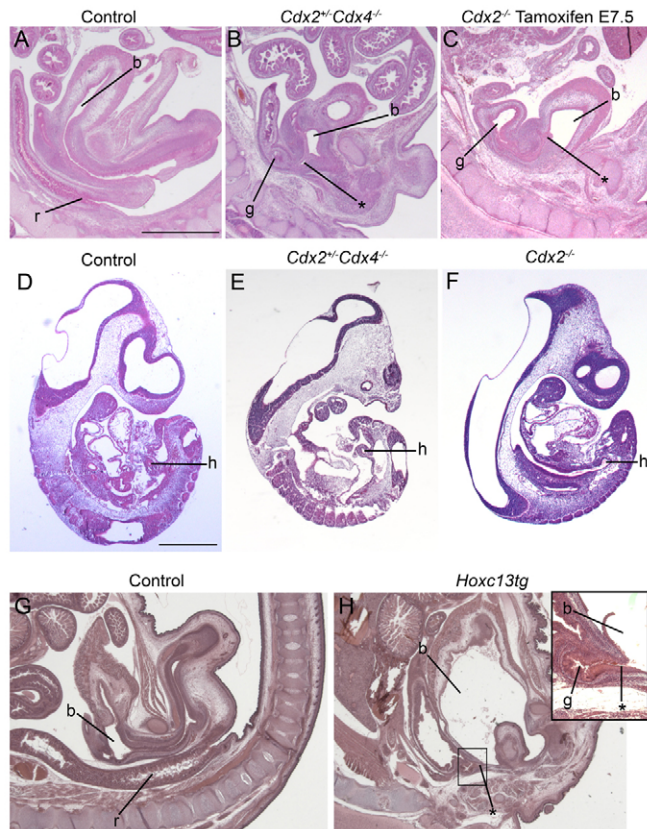 Control Cdx2+/-Cdx4-/- Cdx2-/- Tamoxifen E7.5
A B C
b b b
g g
r * *
Control Cdx2+/-Cdx4-/- Cdx2-/-
D E F
h h h
Control Hoxc13tg
G H
b b b
g *
r *